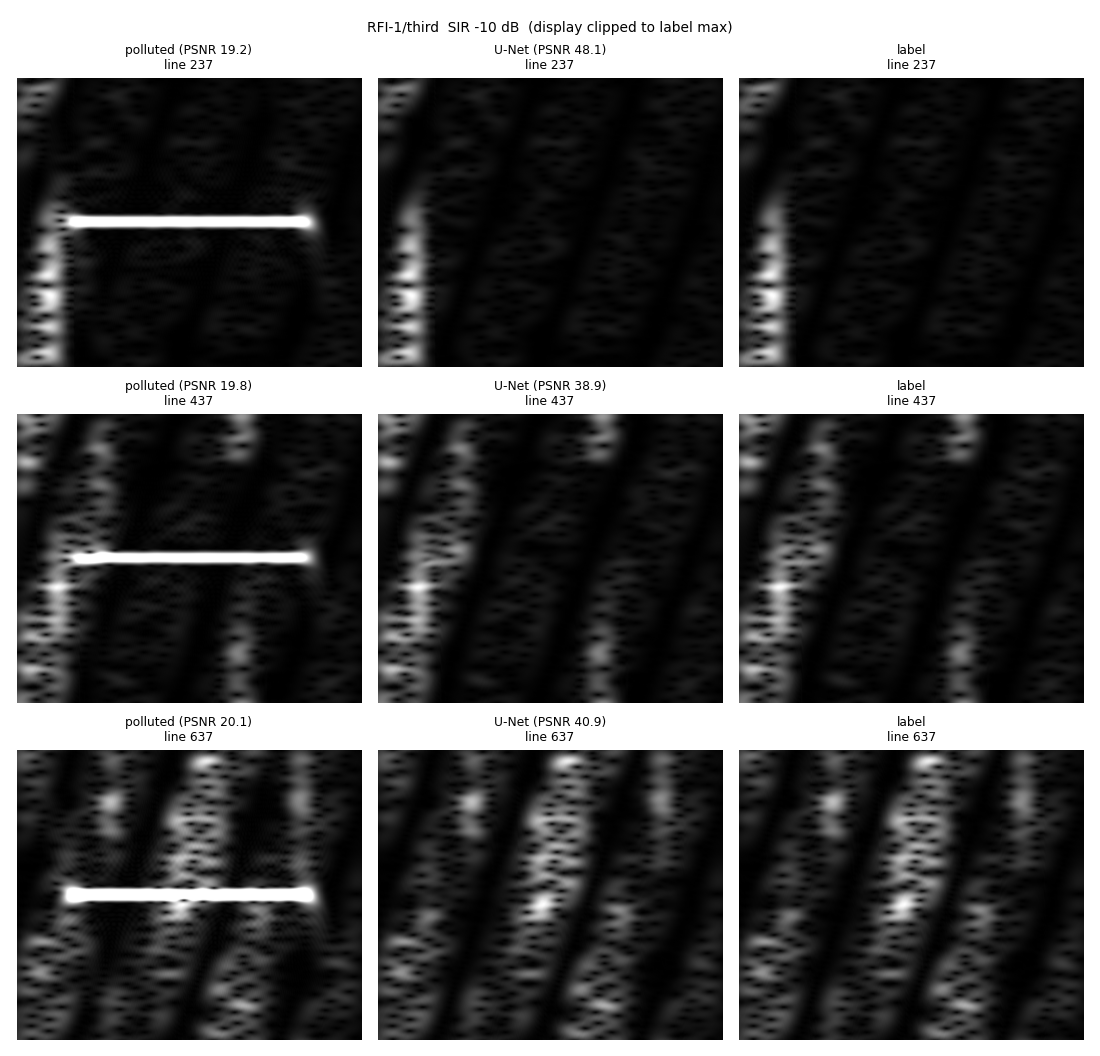 RFI-1/third  SIR -10 dB  (display clipped to label max)
polluted (PSNR 19.2)
line 237
U-Net (PSNR 48.1)
line 237
label
line 237
polluted (PSNR 19.8)
line 437
U-Net (PSNR 38.9)
line 437
label
line 437
polluted (PSNR 20.1)
line 637
U-Net (PSNR 40.9)
line 637
label
line 637